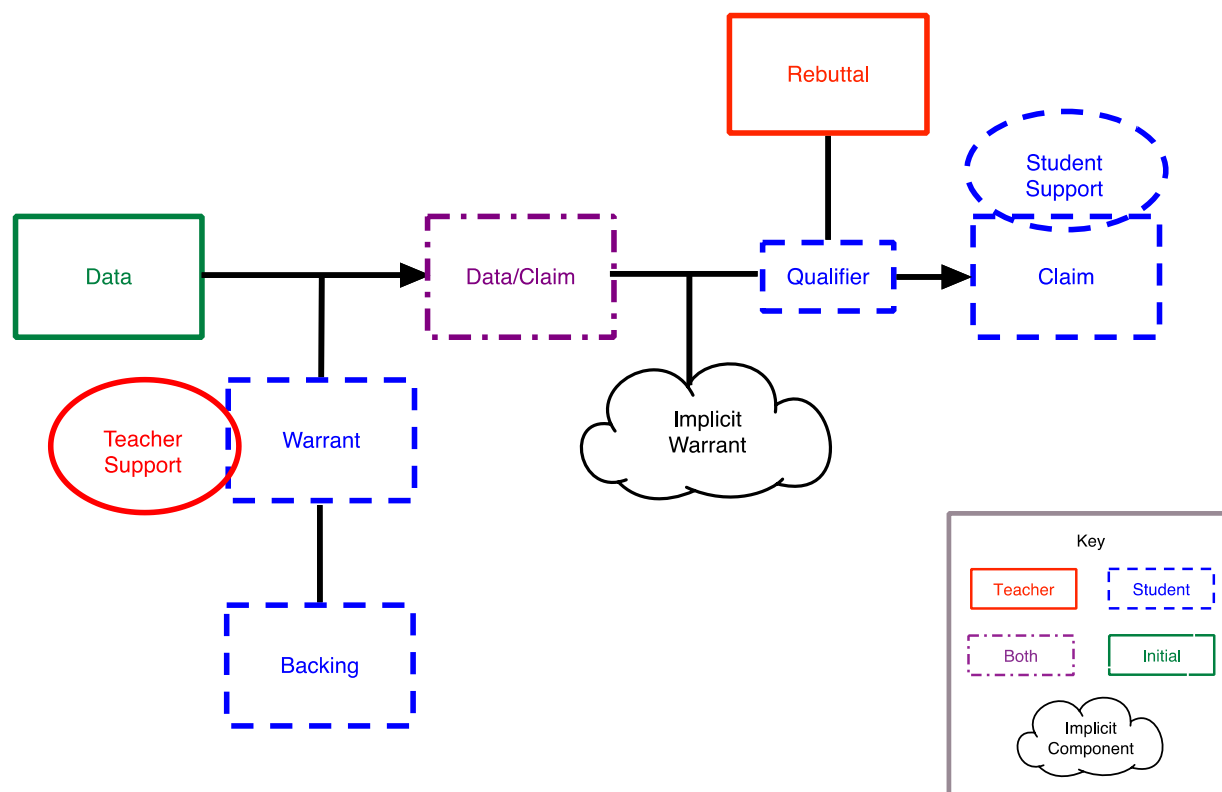 Rebuttal
Student
Support
Data
Data/Claim
Qualifier
Claim
Teacher
Support
Warrant
Implicit
Warrant
Backing
Key
Teacher
Student
Both
Initial
Implicit
Component